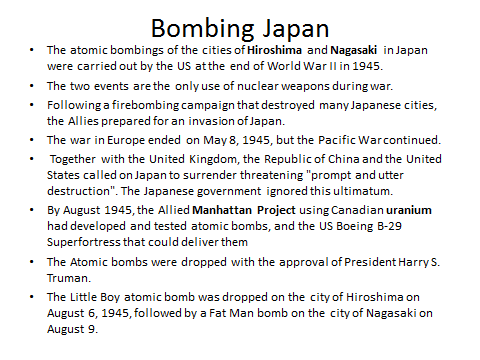 Bombing Japan
• The atomic bombings of the cities of Hiroshima and Nagasaki in Japan
were carried out by the US at the end of World War II in 1945.
• The two events are the only use of nuclear weapons during war.
• Following a firebombing campaign that destroyed many Japanese cities,
the Allies prepared for an invasion of Japan.
• The war in Europe ended on May 8, 1945, but the Pacific War continued.
• Together with the United Kingdom, the Republic of China and the United
States called on Japan to surrender threatening "prompt and utter
destruction". The Japanese government ignored this ultimatum.
• By August 1945, the Allied Manhattan Project using Canadian uranium
had developed and tested atomic bombs, and the US Boeing B-29
Superfortress that could deliver them
• The Atomic bombs were dropped with the approval of President Harry S.
Truman.
• The Little Boy atomic bomb was dropped on the city of Hiroshima on
August 6, 1945, followed by a Fat Man bomb on the city of Nagasaki on
August 9.